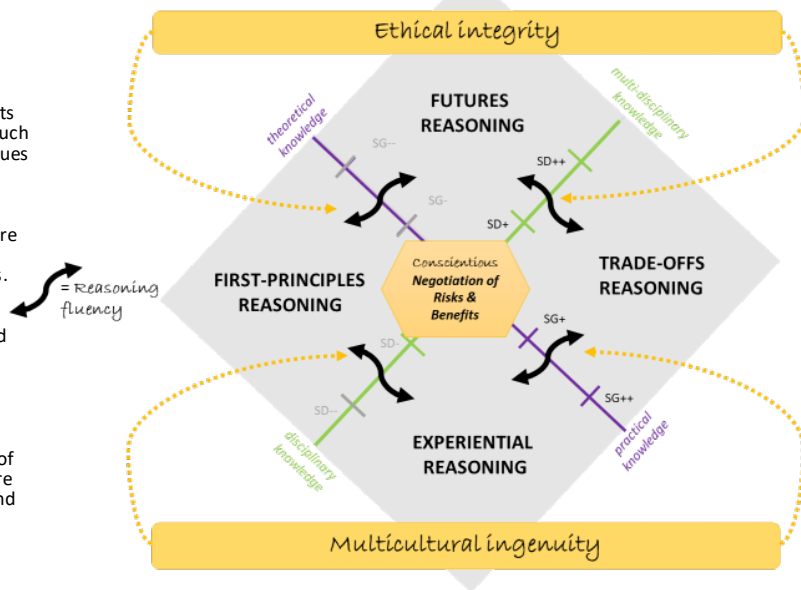 Ethical integrity
ts
uch
ues
re
s.
d
of
re
nd
= Reasoning
fluency
theoretical
knowledge
SG--
SG-
FUTURES
REASONING
multi-disciplinary
knowledge
SD++
SD+
FIRST-PRINCIPLES
REASONING
Conscientious
Negotiation of
Risks &
Benefits
TRADE-OFFS
REASONING
SD-
SD--
disciplinary
knowledge
SG+
SG++
practical
knowledge
EXPERIENTIAL
REASONING
Multicultural ingenuity